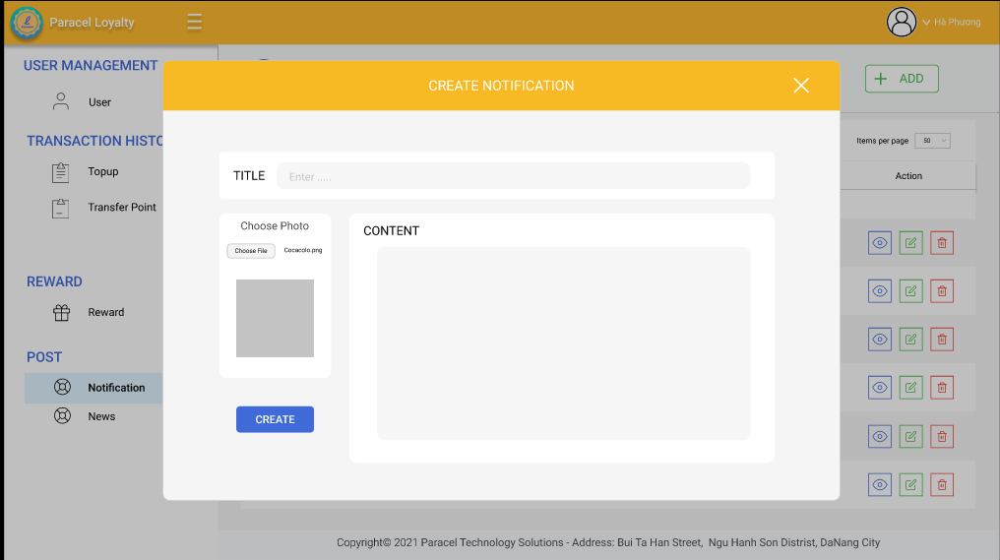 Paracel Loyalty
Hà Phương
USER MANAGEMENT
User
TRANSACTION HISTO
Topup
Transfer Point
REWARD
Reward
POST
Notification
News
ADD
Items per page 50
Action
CREATE NOTIFICATION
TITLE Enter .....
Choose Photo
Choose File Cocacolo.png
CONTENT
CREATE
Copyright© 2021 Paracel Technology Solutions - Address: Bui Ta Han Street, Ngu Hanh Son Distrist, DaNang City